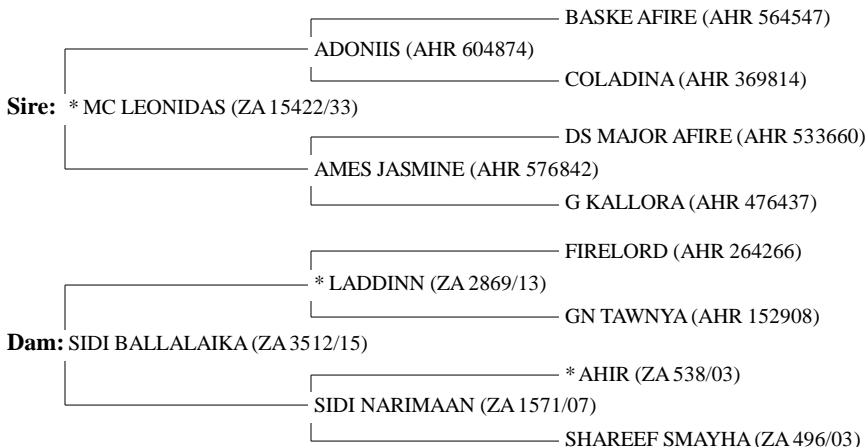 BASKE AFIRE (AHR 564547)
ADONIIS (AHR 604874)
COLADINA (AHR 369814)
Sire: * MC LEONIDAS (ZA 15422/33)
DS MAJOR AFIRE (AHR 533660)
AMES JASMINE (AHR 576842)
G KALLORA (AHR 476437)
FIRELORD (AHR 264266)
* LADDINN (ZA 2869/13)
GN TAWNYA (AHR 152908)
Dam: SIDI BALLALAIKA (ZA 3512/15)
* AHIR (ZA 538/03)
SIDI NARIMAAN (ZA 1571/07)
SHAREEF SMAYHA (ZA 496/03)